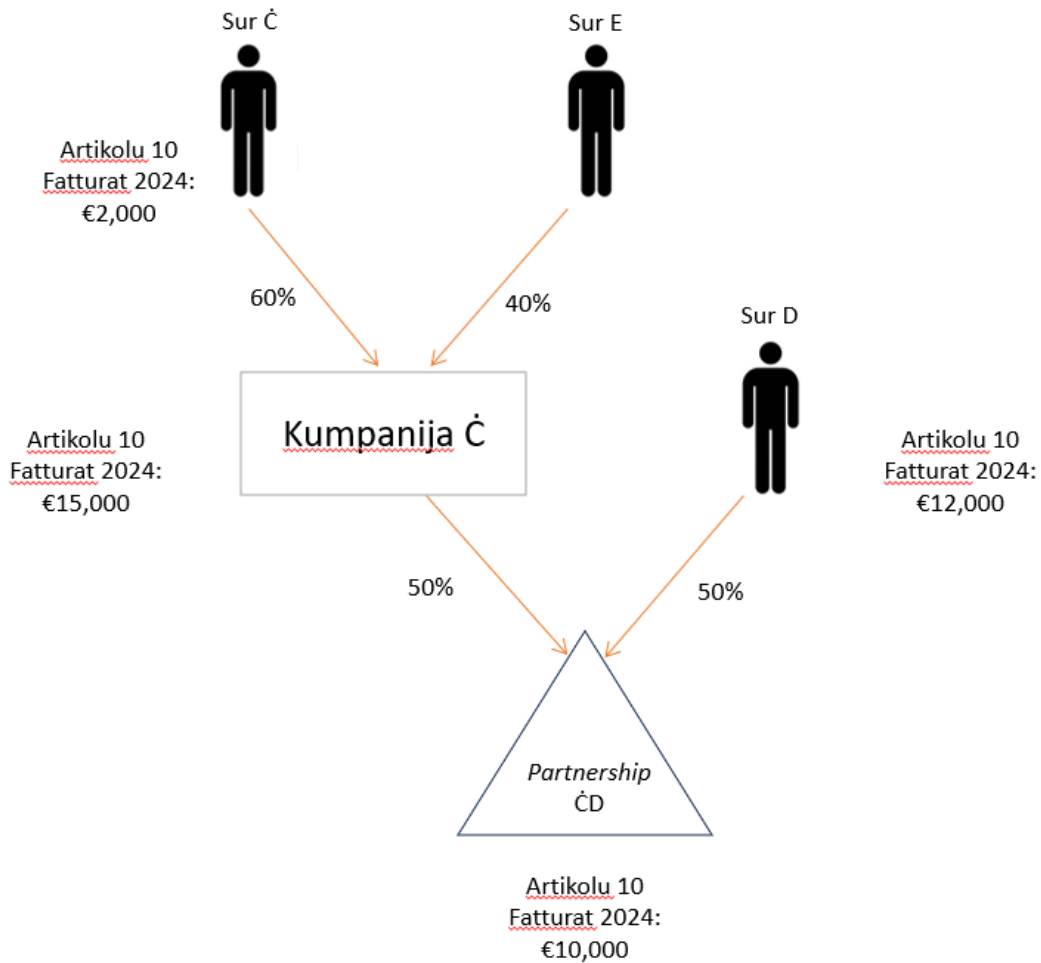 Sur Ċ
Sur E
Artikolu 10
Fatturat 2024:
€2,000
60%
40%
Sur D
Kumpanija Ċ
Artikolu 10
Fatturat 2024:
€15,000
Artikolu 10
Fatturat 2024:
€12,000
50%
50%
Partnership
ĊD
Artikolu 10
Fatturat 2024:
€10,000